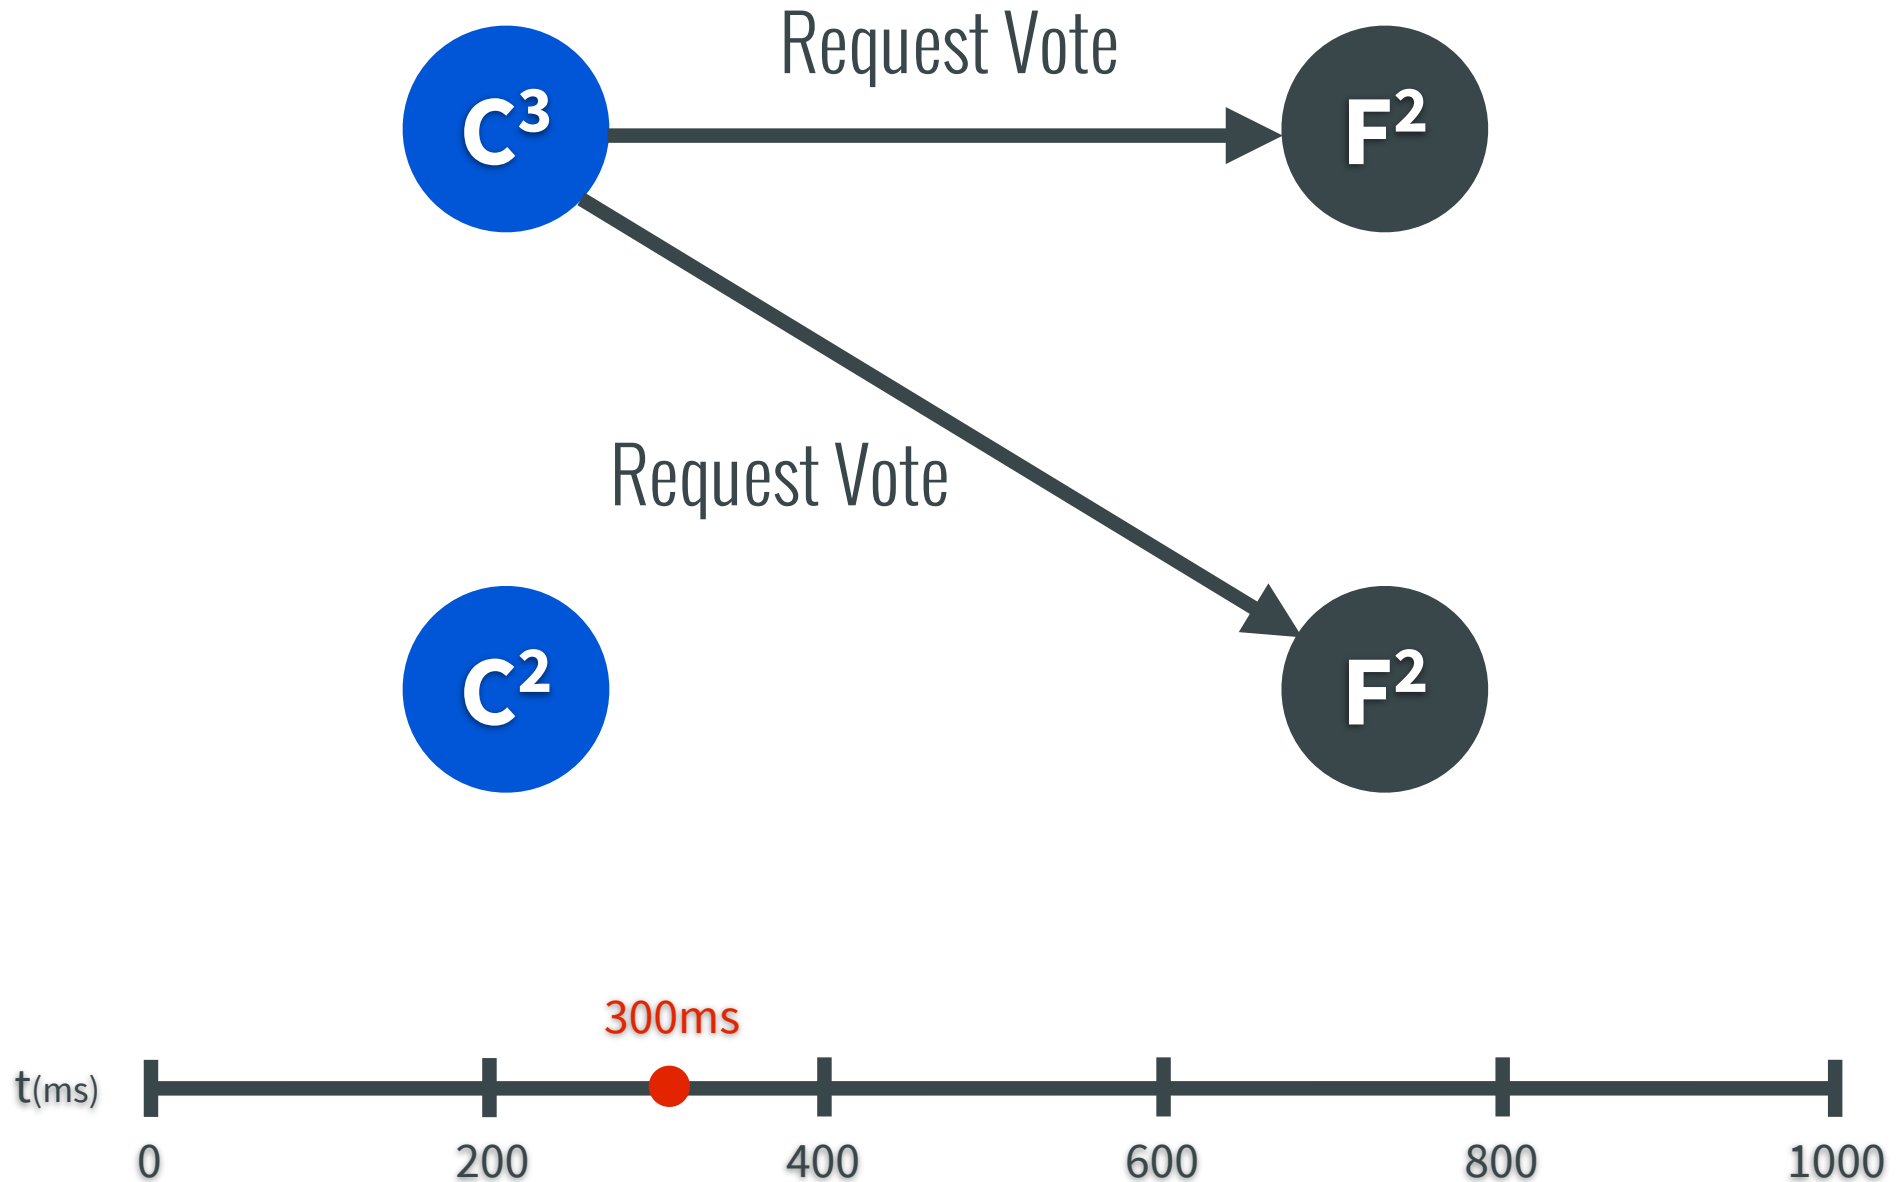 Request Vote
C³
F²
Request Vote
C²
F²
300ms
t(ms)
0 200 400 600 800 1000